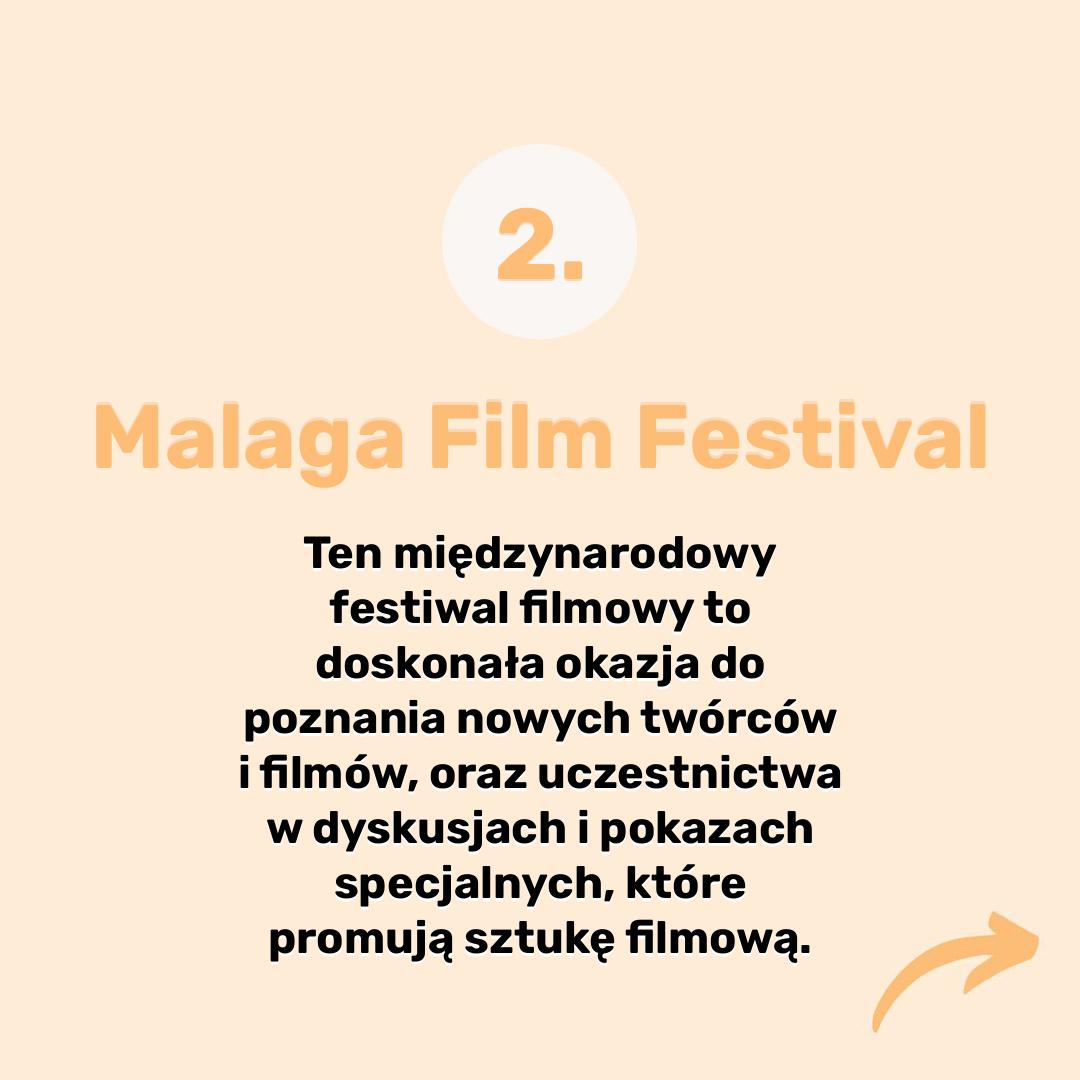 2.
Malaga Film Festival
Ten międzynarodowy
festiwal filmowy to
doskonała okazja do
poznania nowych twórców
i filmów, oraz uczestnictwa
w dyskusjach i pokazach
specjalnych, które
promują sztukę filmową.